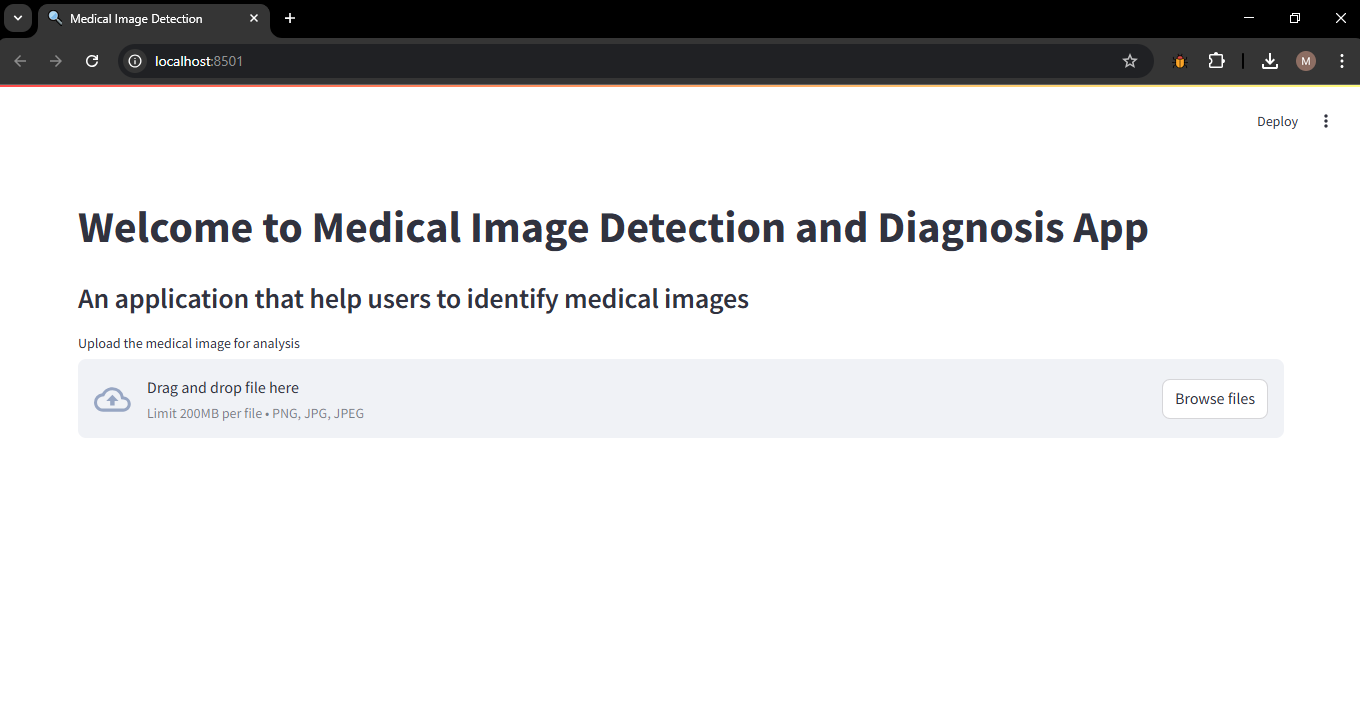 Medical Image Detection
localhost:8501
M
Deploy
Welcome to Medical Image Detection and Diagnosis App
An application that help users to identify medical images
Upload the medical image for analysis
Drag and drop file here
Limit 200MB per file • PNG, JPG, JPEG
Browse files